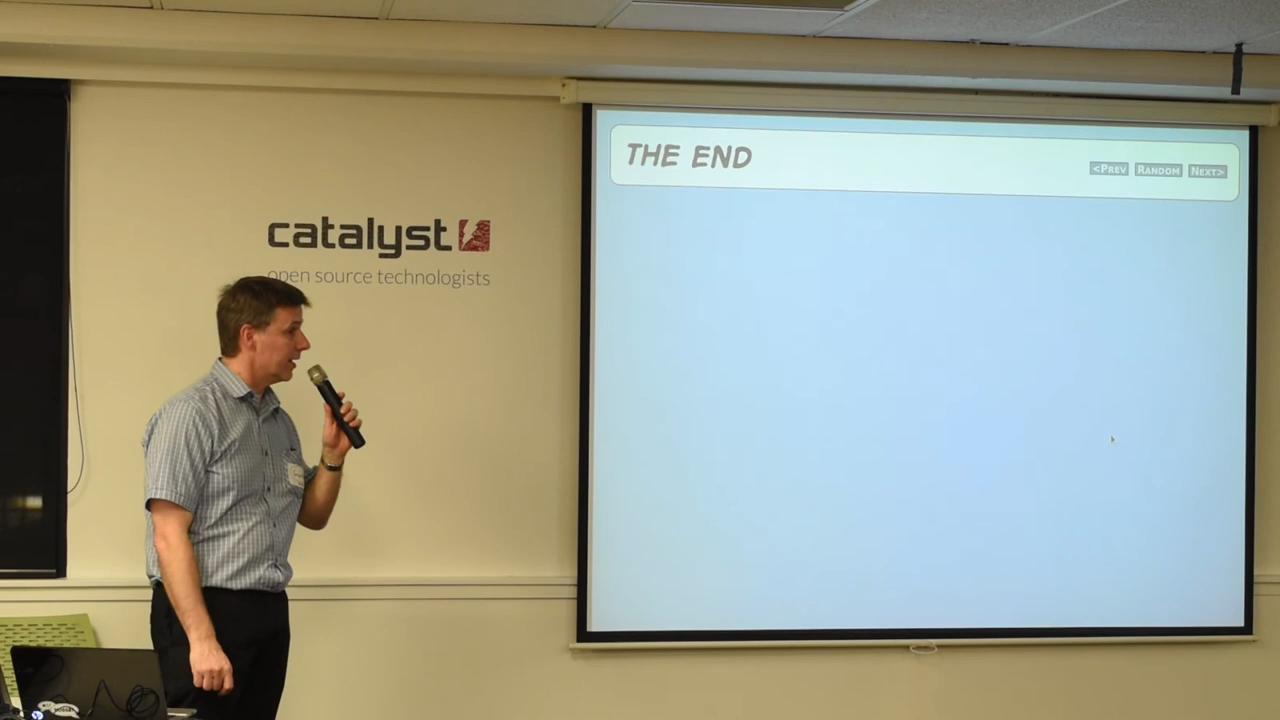 catalyst
open source technologists
THE END
<PREV RANDOM NEXT>